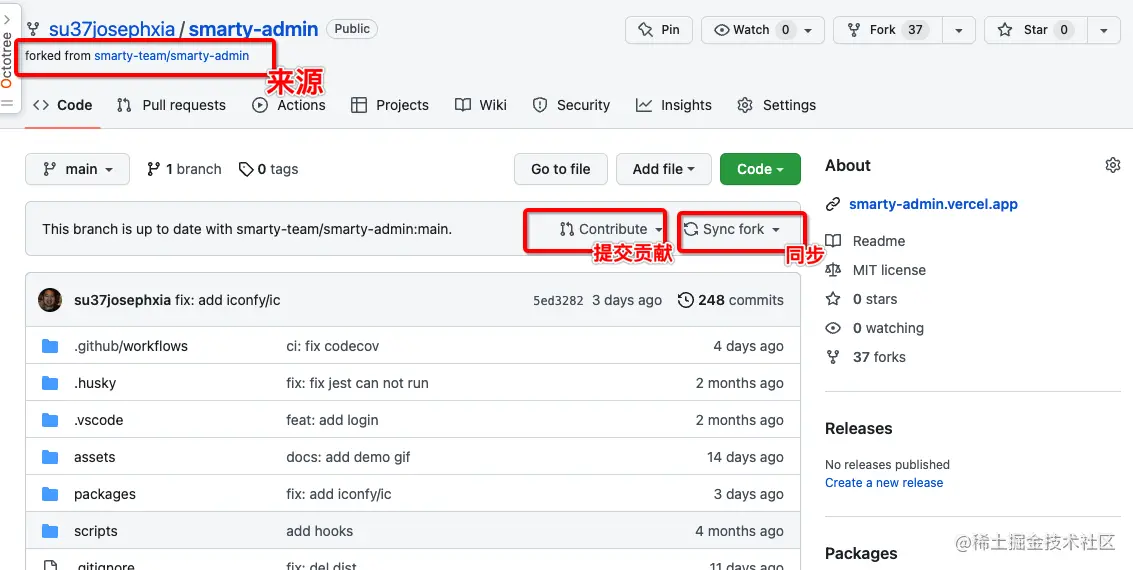 su37josephxia / smarty-admin Public
Pin Watch 0 Fork 37 Star 0
Octotree
forked from smarty-team/smarty-admin
来源
Code Pull requests Actions Projects Wiki Security Insights Settings
main 1 branch 0 tags Go to file Add file Code
This branch is up to date with smarty-team/smarty-admin:main. Contribute Sync fork
提交贡献 同步
su37josephxia fix: add iconfy/ic 5ed3282 3 days ago 248 commits
.github/workflows ci: fix codecov 4 days ago
.husky fix: fix jest can not run 2 months ago
.vscode feat: add login 2 months ago
assets docs: add demo gif 14 days ago
packages fix: add iconfy/ic 3 days ago
scripts add hooks 4 months ago
.gitignore fix: del dist 11 days ago
About
smarty-admin.vercel.app
Readme
MIT license
0 stars
0 watching
37 forks
Releases
No releases published
Create a new release
Packages
@稀土掘金技术社区